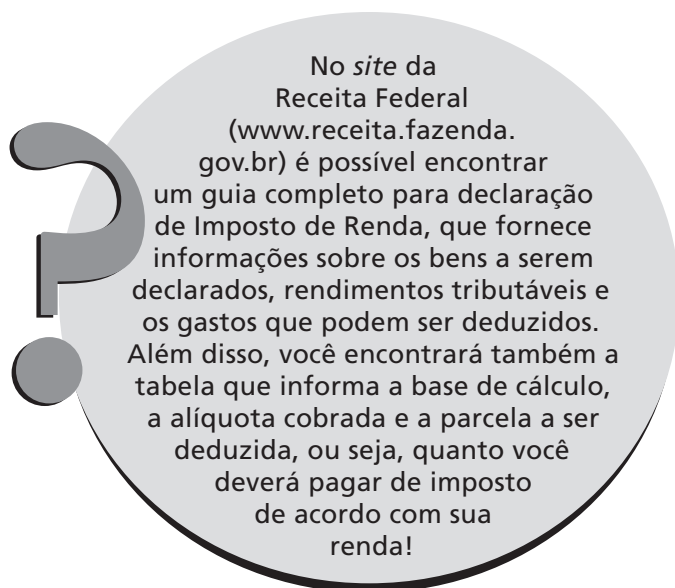 No site da
Receita Federal
(www.receita.fazenda.
gov.br) é possível encontrar
um guia completo para declaração
de Imposto de Renda, que fornece
informações sobre os bens a serem
declarados, rendimentos tributáveis e
os gastos que podem ser deduzidos.
Além disso, você encontrará também a
tabela que informa a base de cálculo,
a alíquota cobrada e a parcela a ser
deduzida, ou seja, quanto você
deverá pagar de imposto
de acordo com sua
renda!
?